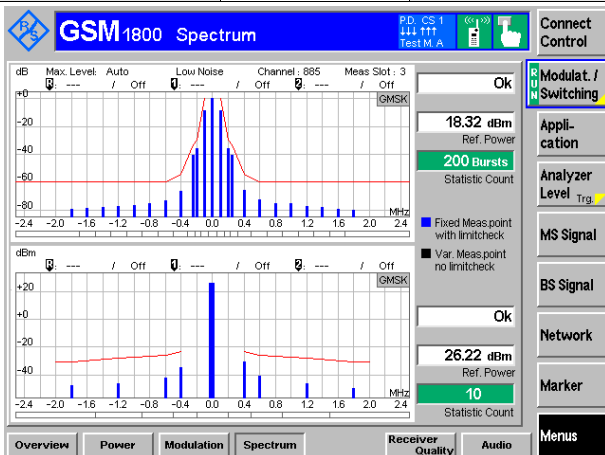 R/S
GSM1800 Spectrum
P.D. CS 1
Test M. A
Connect
Control
dB Max. Level: Auto Low Noise Channel : 885 Meas Slot : 3
R: --- / Off 1: --- / Off 2: --- / Off
GMSK
+0
-20
-40
-60
-80
MHz
-2.4 -2.0 -1.6 -1.2 -0.8 -0.4 0.0 0.4 0.8 1.2 1.6 2.0 2.4
Ok
18.32 dBm
Ref. Power
200 Bursts
Statistic Count
Fixed Meas.point
with limitcheck
Var. Meas.point
no limitcheck
dBm
R: --- / Off 1: --- / Off 2: --- / Off
GMSK
+20
+0
-40
MHz
-2.4 -2.0 -1.6 -1.2 -0.8 -0.4 0.0 0.4 0.8 1.2 1.6 2.0 2.4
Ok
26.22 dBm
Ref. Power
10
Statistic Count
RUN
Modulat. /
Switching
Appli-
cation
Analyzer
Level Trg.
MS Signal
BS Signal
Network
Marker
Menus
Overview Power Modulation Spectrum Receiver
Quality Audio